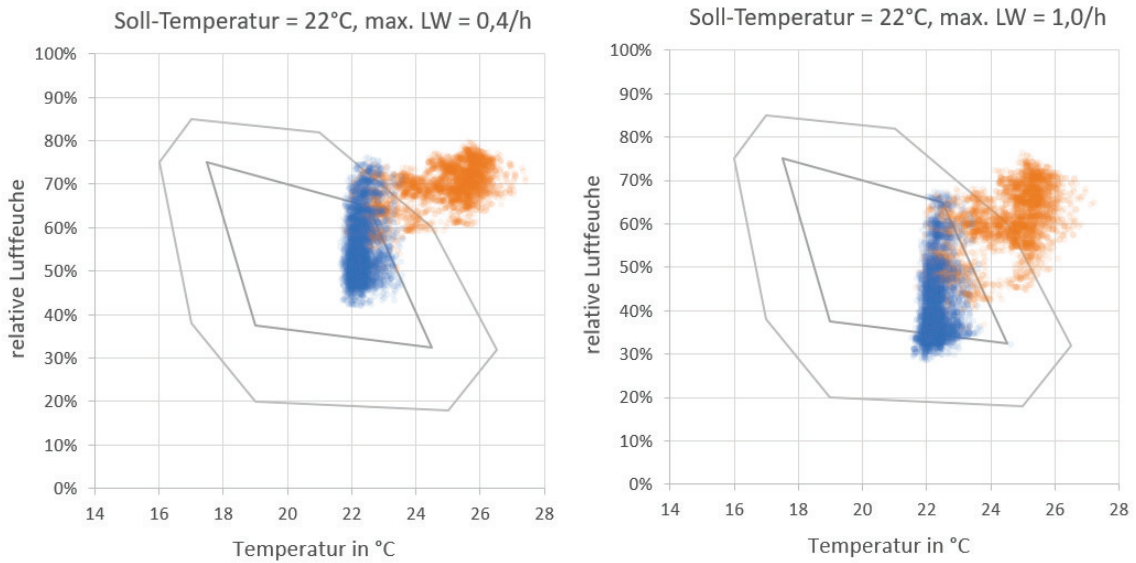 Soll-Temperatur = 22°C, max. LW = 0,4/h
100%
90%
80%
70%
60%
50%
40%
30%
20%
10%
0%
14 16 18 20 22 24 26 28
relative Luftfeuche
Temperatur in °C
Soll-Temperatur = 22°C, max. LW = 1,0/h
100%
90%
80%
70%
60%
50%
40%
30%
20%
10%
0%
14 16 18 20 22 24 26 28
relative Luftfeuche
Temperatur in °C